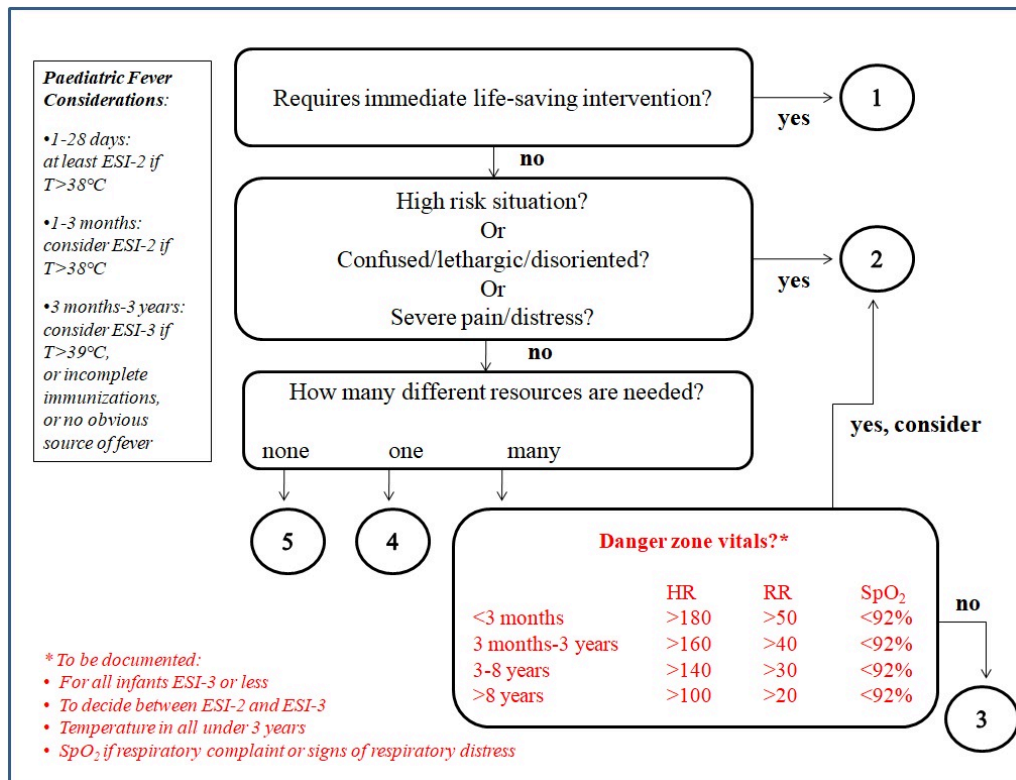 Paediatric Fever
Considerations:
•1-28 days:
at least ESI-2 if
T>38°C
•1-3 months:
consider ESI-2 if
T>38°C
•3 months-3 years:
consider ESI-3 if
T>39°C,
or incomplete
immunizations,
or no obvious
source of fever
Requires immediate life-saving intervention?
yes
1
no
High risk situation?
Or
Confused/lethargic/disoriented?
Or
Severe pain/distress?
yes
2
no
How many different resources are needed?
none one many
yes, consider
5
4
Danger zone vitals?*
HR RR SpO₂
<3 months >180 >50 <92%
3 months-3 years >160 >40 <92%
3-8 years >140 >30 <92%
>8 years >100 >20 <92%
no
3
* To be documented:
• For all infants ESI-3 or less
• To decide between ESI-2 and ESI-3
• Temperature in all under 3 years
• SpO₂ if respiratory complaint or signs of respiratory distress